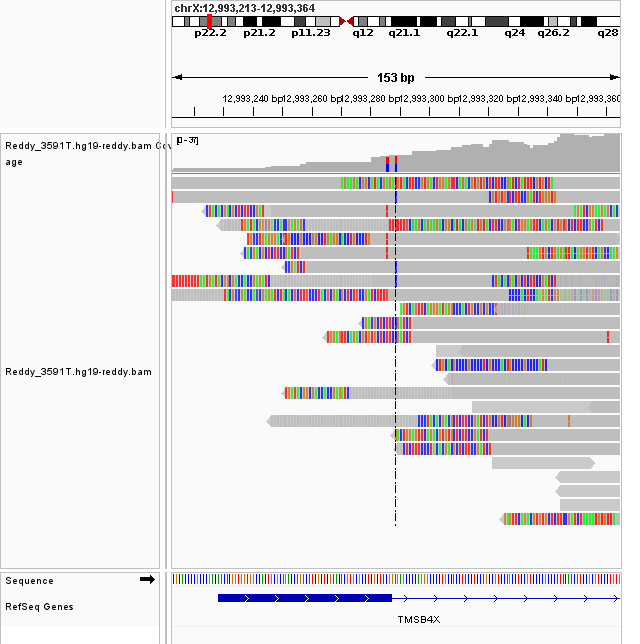 chrX:12,993,213-12,993,364
p22.2 p21.2 p11.23 q12 q21.1 q22.1 q24 q26.2 q28
153 bp
12,993,240 bp 12,993,260 bp 12,993,280 bp 12,993,300 bp 12,993,320 bp 12,993,340 bp 12,993,360
Reddy_3591T.hg19-reddy.bam Cov
age
[0-37]
Reddy_3591T.hg19-reddy.bam
Sequence
RefSeq Genes
TMSB4X